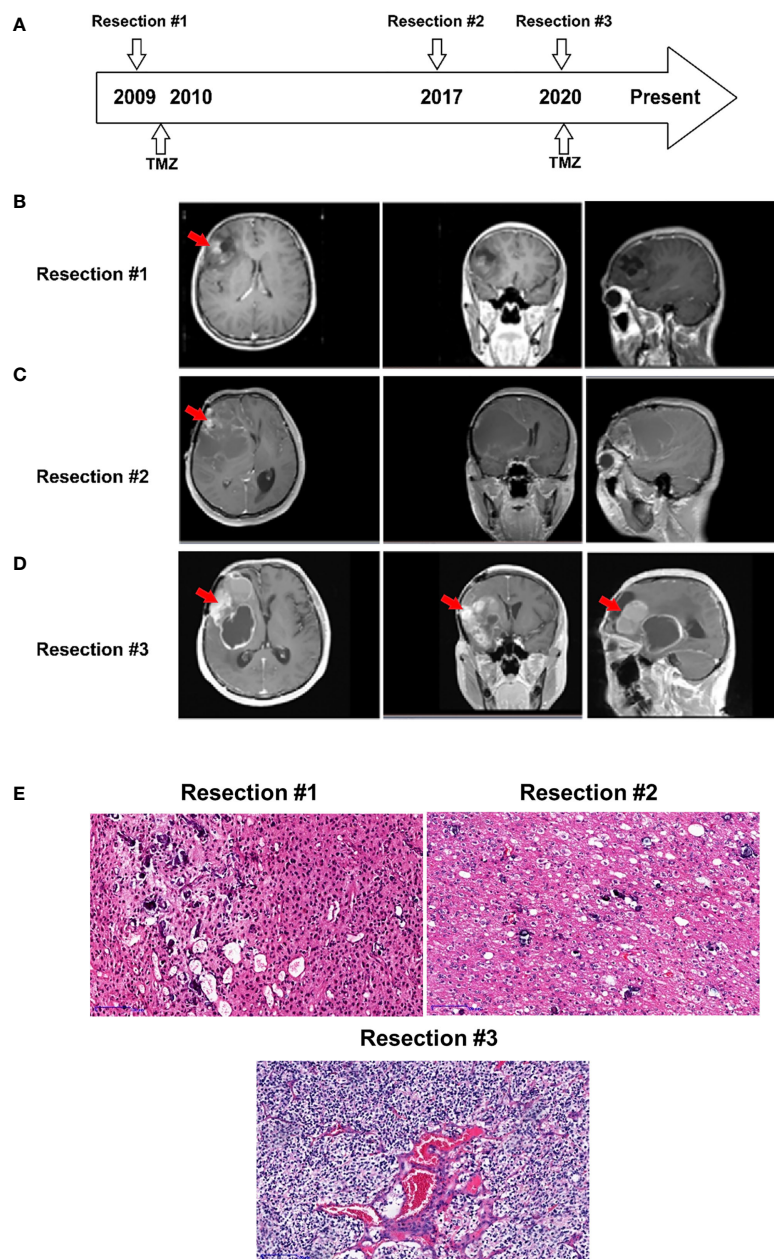 A
Resection #1 Resection #2 Resection #3
2009 2010 2017 2020 Present
TMZ TMZ
B
Resection #1
C
Resection #2
D
Resection #3
E
Resection #1 Resection #2
Resection #3